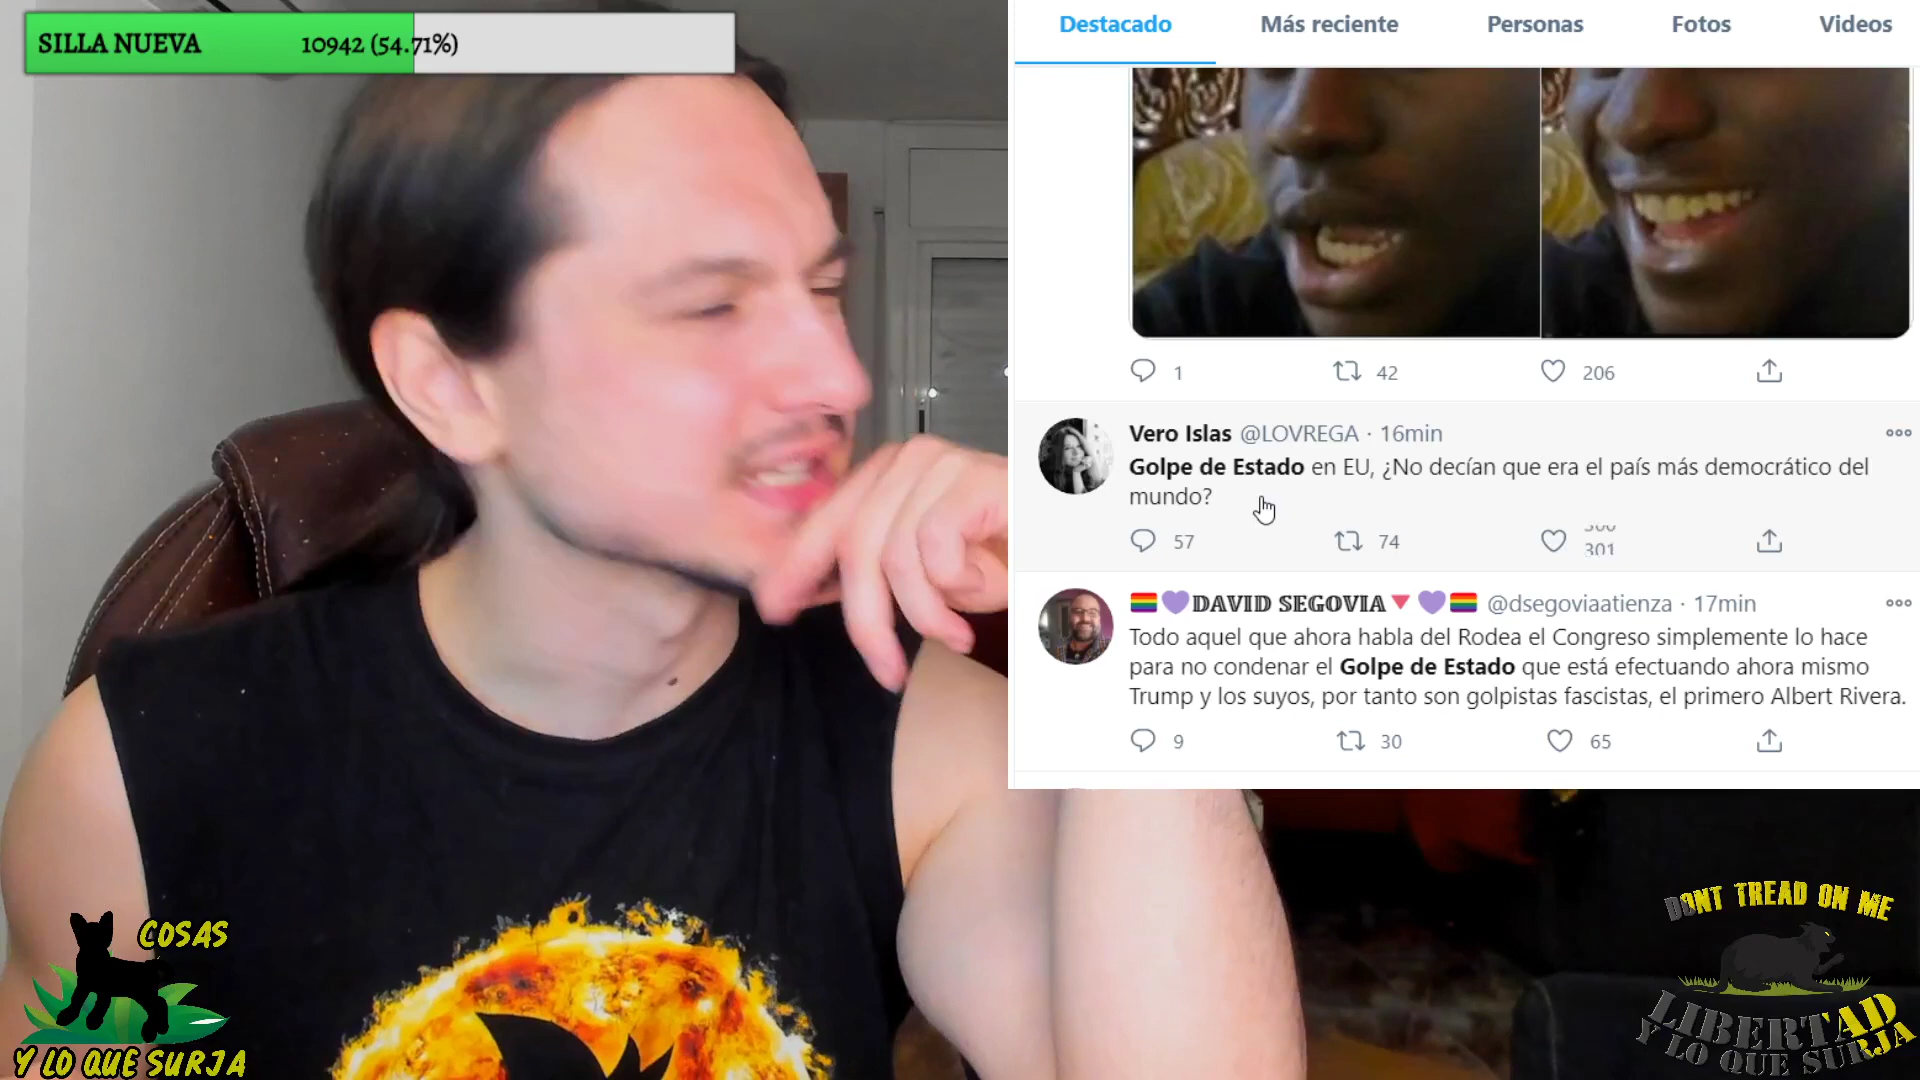 SILLA NUEVA 10942 (54.71%)
Destacado Más reciente Personas Fotos Videos
1 42 206
Vero Islas @LOVREGA · 16min
Golpe de Estado en EU, ¿No decían que era el país más democrático del
mundo?
57 74 301
DAVID SEGOVIA @dsegoviaatienza · 17min
Todo aquel que ahora habla del Rodea el Congreso simplemente lo hace
para no condenar el Golpe de Estado que está efectuando ahora mismo
Trump y los suyos, por tanto son golpistas fascistas, el primero Albert Rivera.
9 30 65
COSAS
Y LO QUE SURJA
DONT TREAD ON ME
LIBERTAD
Y LO QUE SURJA